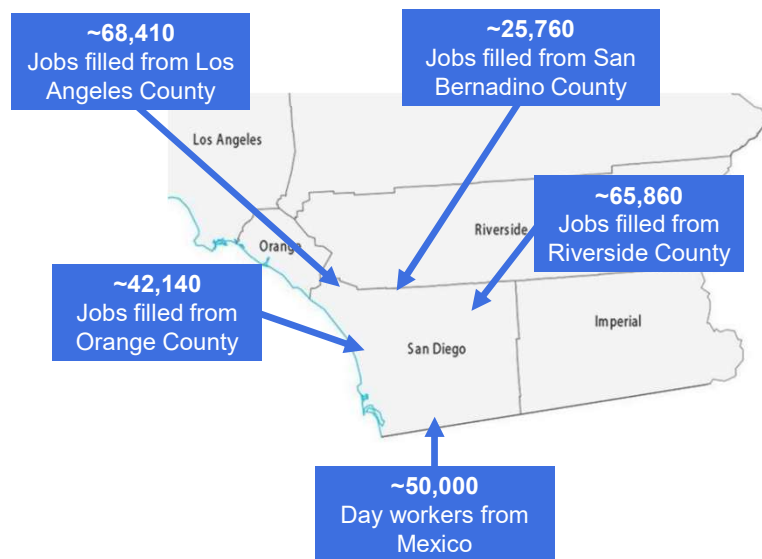 ~68,410
Jobs filled from Los
Angeles County
~25,760
Jobs filled from San
Bernadino County
Los Angeles
~65,860
Jobs filled from
Riverside County
Riverside
Orange
~42,140
Jobs filled from
Orange County
San Diego
Imperial
~50,000
Day workers from
Mexico